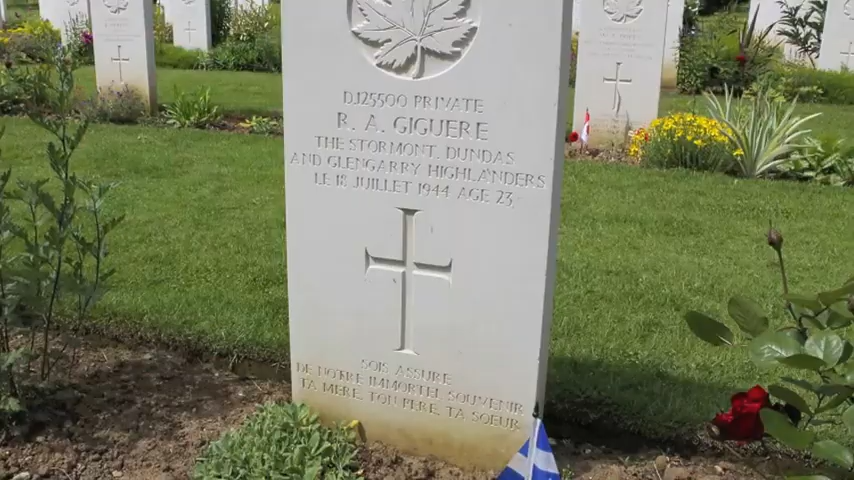 D.125500 PRIVATE
R. A. GIGUERE
THE STORMONT, DUNDAS
AND GLENGARRY HIGHLANDERS
LE 18 JUILLET 1944 AGE 23
SOIS ASSURE
DE NOTRE IMMORTEL SOUVENIR
TA MERE, TON PERE, TA SOEUR